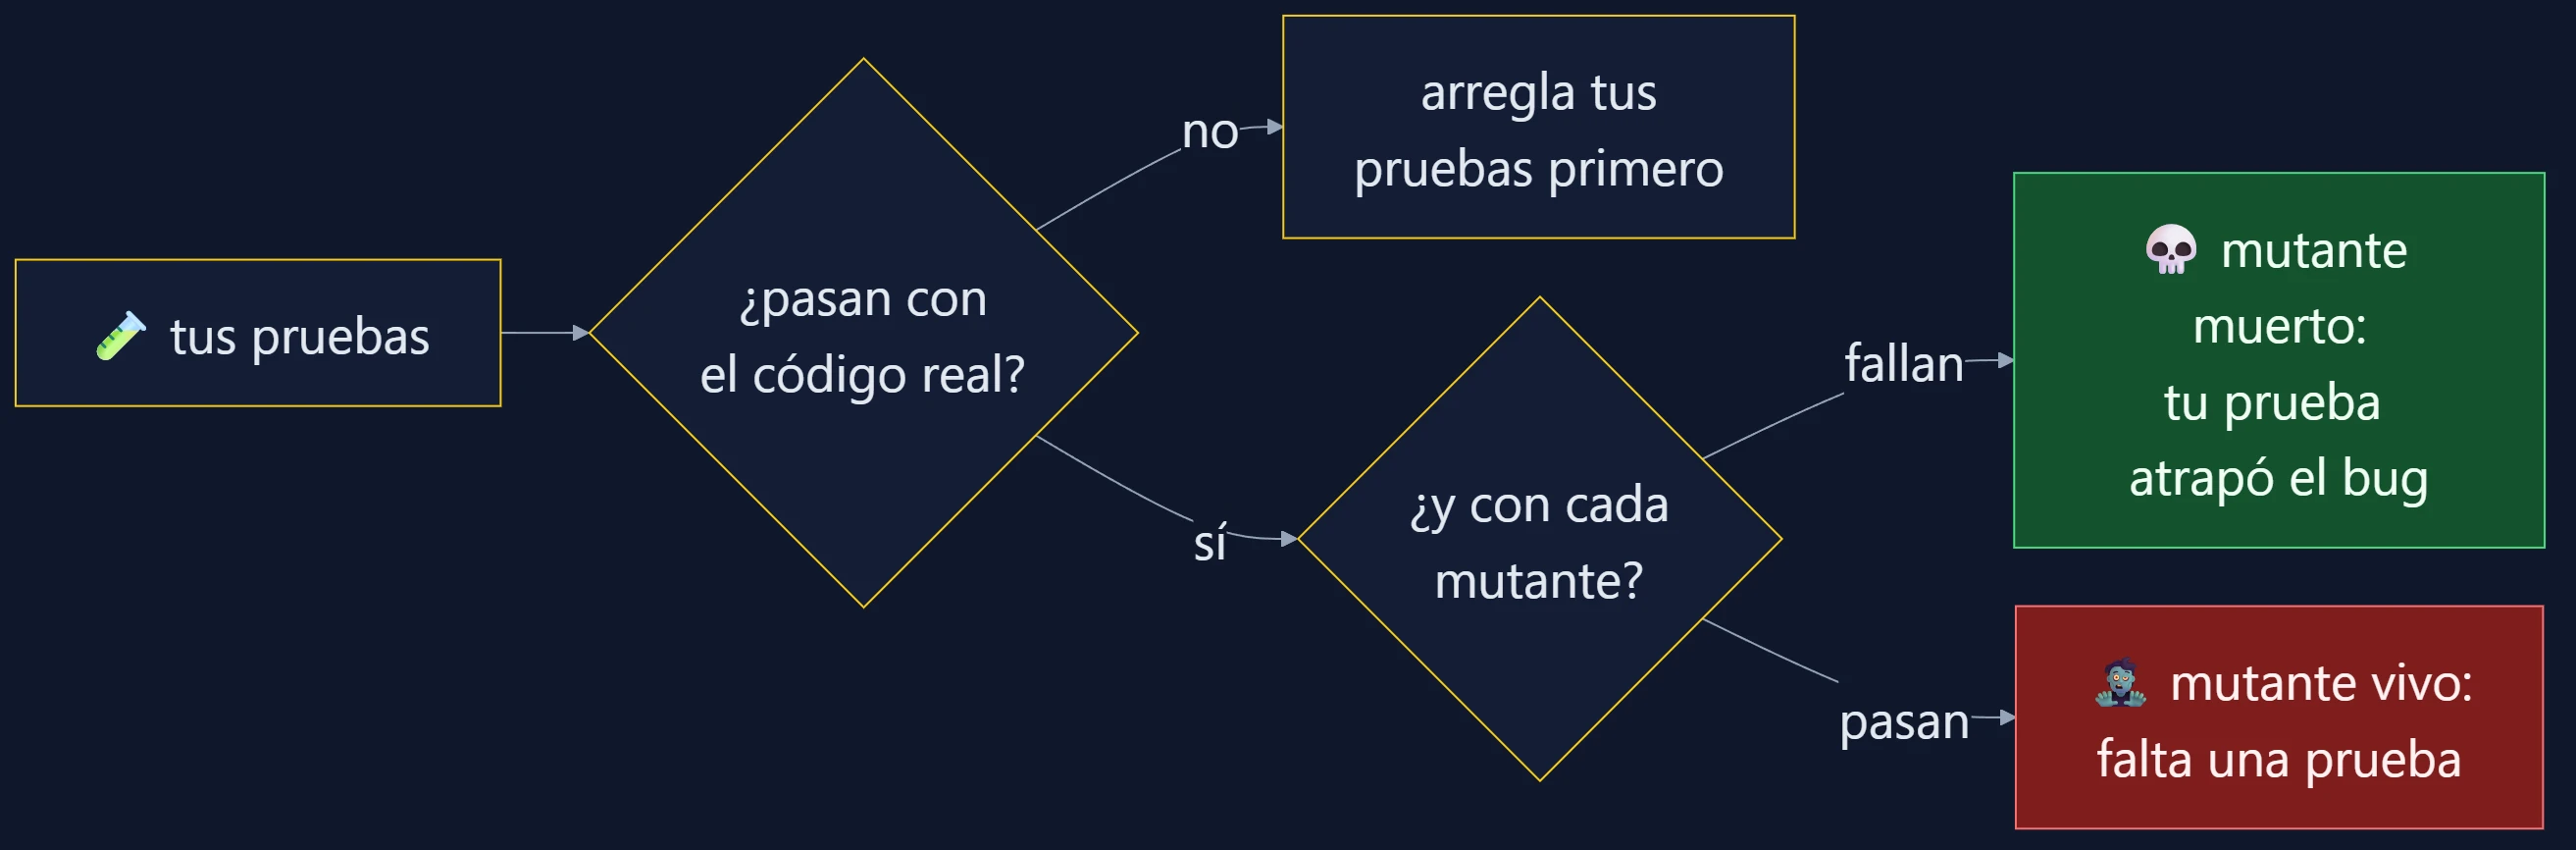 tus pruebas
¿pasan con
el código real?
no
arregla tus
pruebas primero
sí
¿y con cada
mutante?
fallan
mutante
muerto:
tu prueba
atrapó el bug
pasan
mutante vivo:
falta una prueba